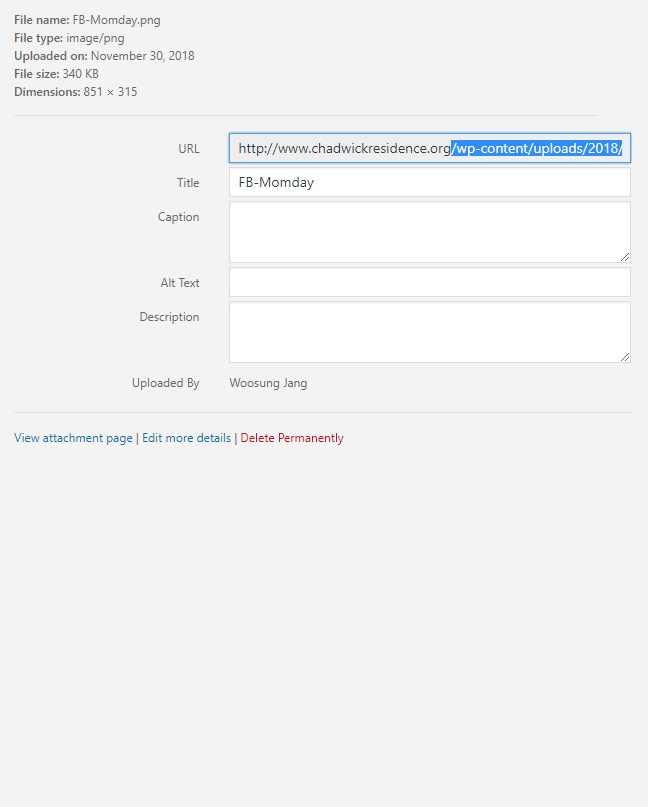 File name: FB-Momday.png
File type: image/png
Uploaded on: November 30, 2018
File size: 340 KB
Dimensions: 851 × 315
URL http://www.chadwickresidence.org/wp-content/uploads/2018/
Title FB-Momday
Caption
Alt Text
Description
Uploaded By Woosung Jang
View attachment page | Edit more details | Delete Permanently